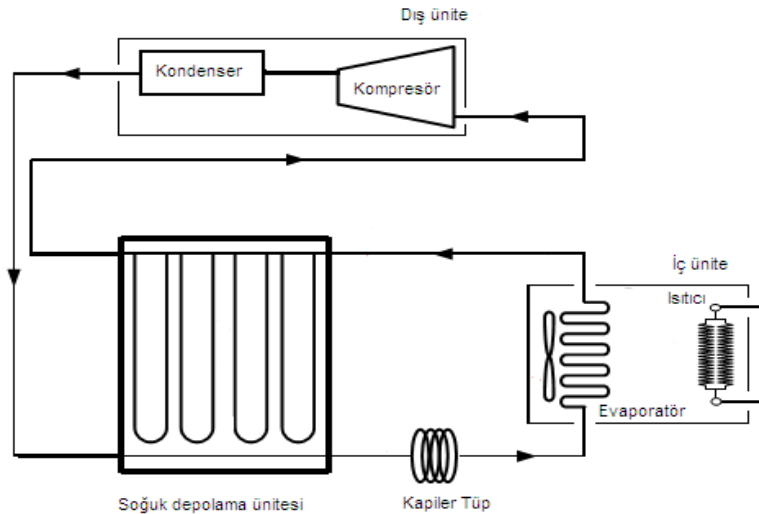 Dış ünite
Kondenser
Kompresör
İç ünite
Isıtıcı
Evaporatör
Soğuk depolama ünitesi
Kapiler Tüp